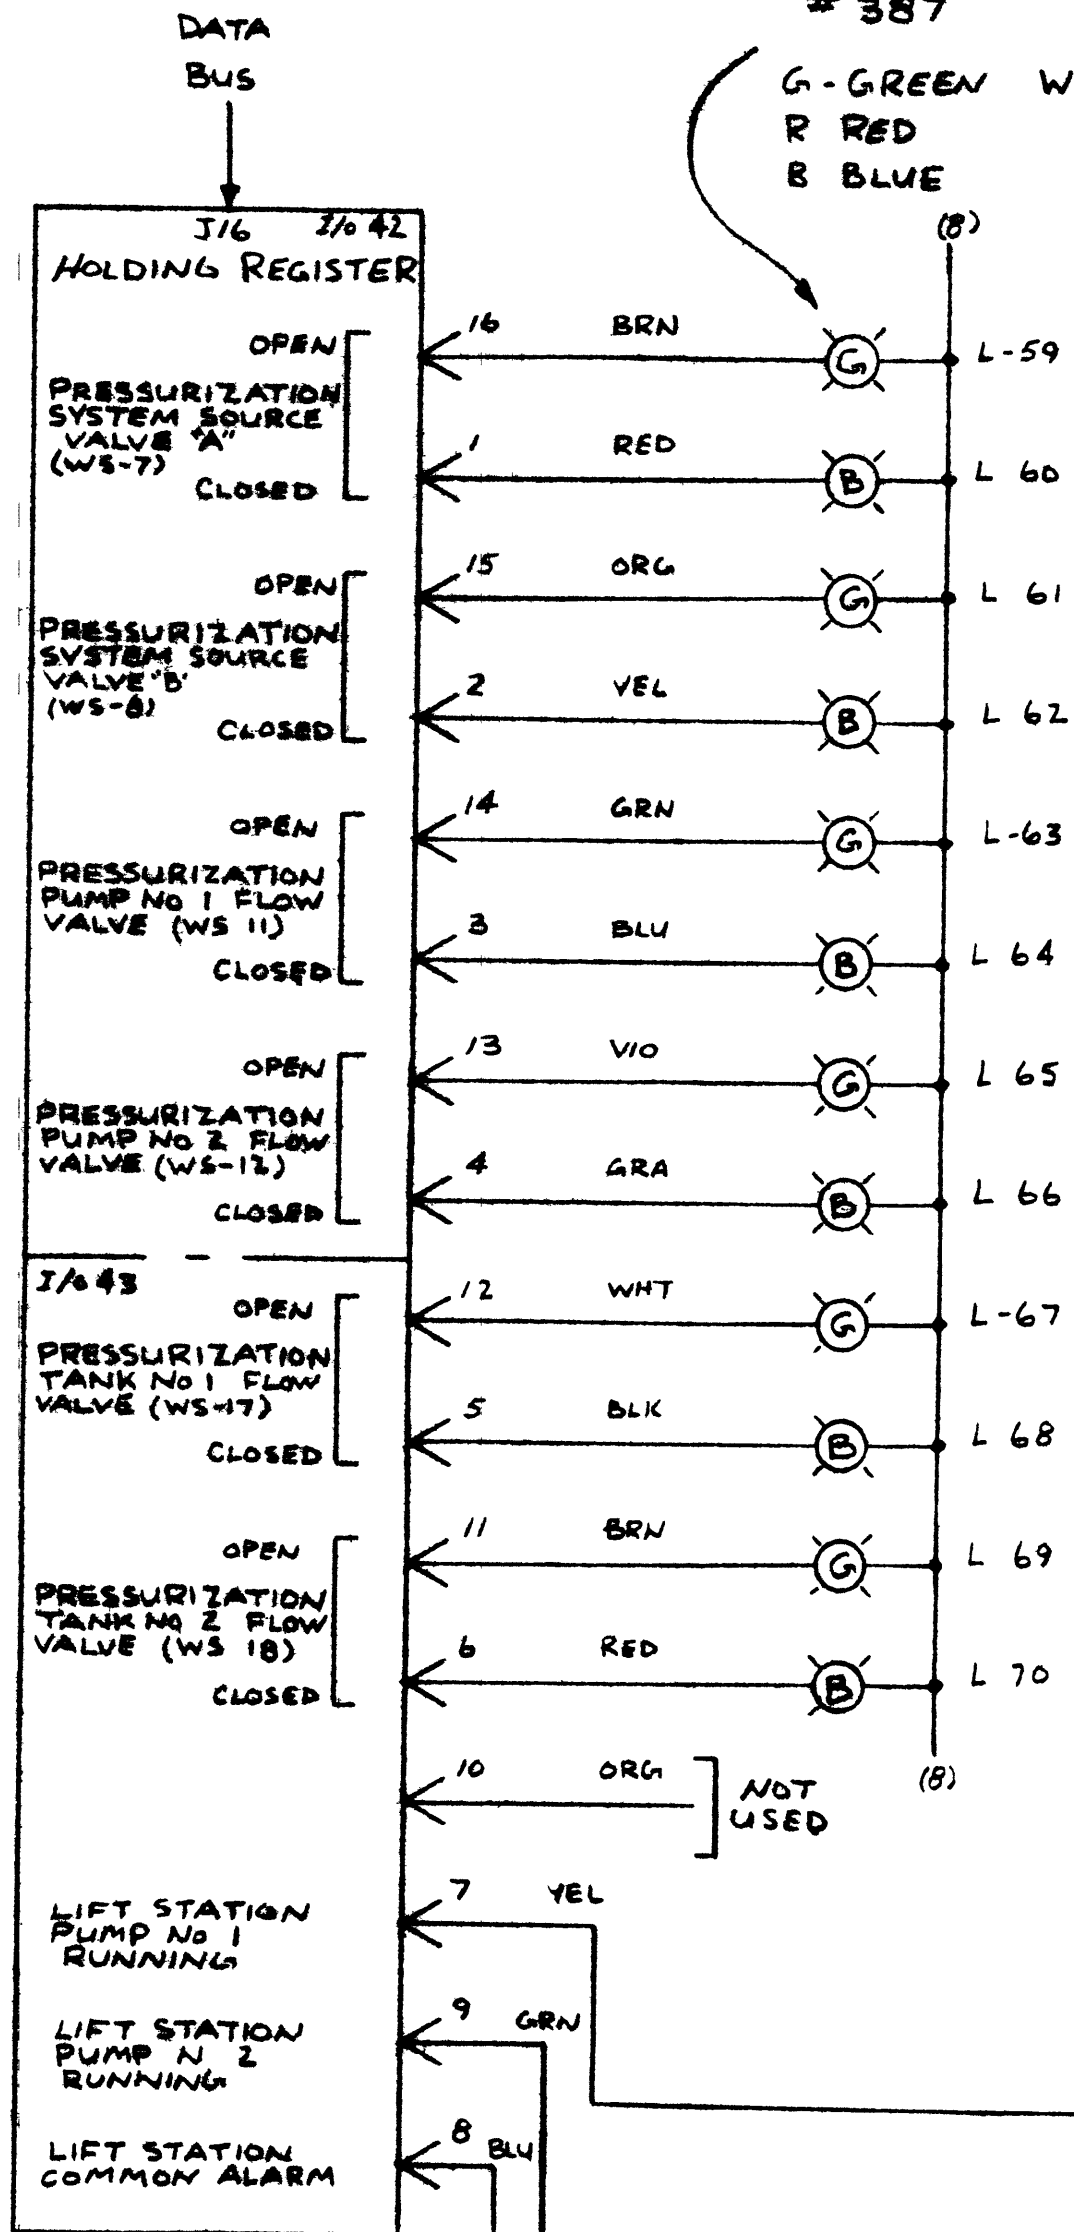 DATA
BUS
# 387
G - GREEN W
R RED
B BLUE
J16 I/O 42
HOLDING REGISTER
(8)
OPEN
16 BRN G L-59
PRESSURIZATION
SYSTEM SOURCE
VALVE "A"
(WS-7)
CLOSED
1 RED B L 60
OPEN
15 ORG G L 61
PRESSURIZATION
SYSTEM SOURCE
VALVE "B"
(WS-8)
CLOSED
2 YEL B L 62
OPEN
14 GRN G L-63
PRESSURIZATION
PUMP No 1 FLOW
VALVE (WS 11)
CLOSED
3 BLU B L 64
OPEN
13 VIO G L 65
PRESSURIZATION
PUMP No 2 FLOW
VALVE (WS-12)
CLOSED
4 GRA B L 66
I/O 43
OPEN
12 WHT G L-67
PRESSURIZATION
TANK No 1 FLOW
VALVE (WS-17)
CLOSED
5 BLK B L 68
OPEN
11 BRN G L 69
PRESSURIZATION
TANK NO 2 FLOW
VALVE (WS 18)
CLOSED
6 RED B L 70
(8)
10 ORG NOT
USED
7 YEL
LIFT STATION
PUMP No 1
RUNNING
9 GRN
LIFT STATION
PUMP N 2
RUNNING
8 BLU
LIFT STATION
COMMON ALARM